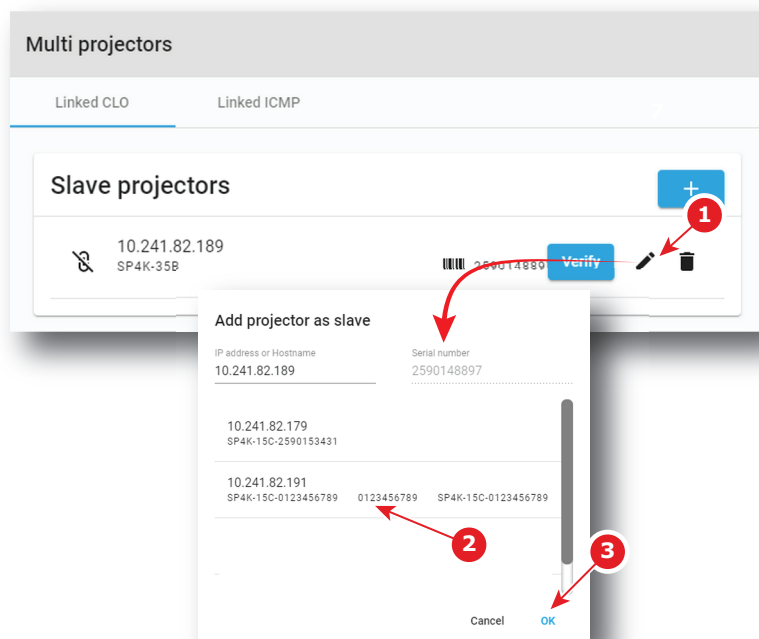 Multi projectors
Linked CLO Linked ICMP
Slave projectors
+
1
10.241.82.189
SP4K-35B
Verify
Add projector as slave
IP address or Hostname Serial number
10.241.82.189 2590148897
10.241.82.179
SP4K-15C-2590153431
10.241.82.191
SP4K-15C-0123456789 0123456789 SP4K-15C-0123456789
2
3
Cancel OK